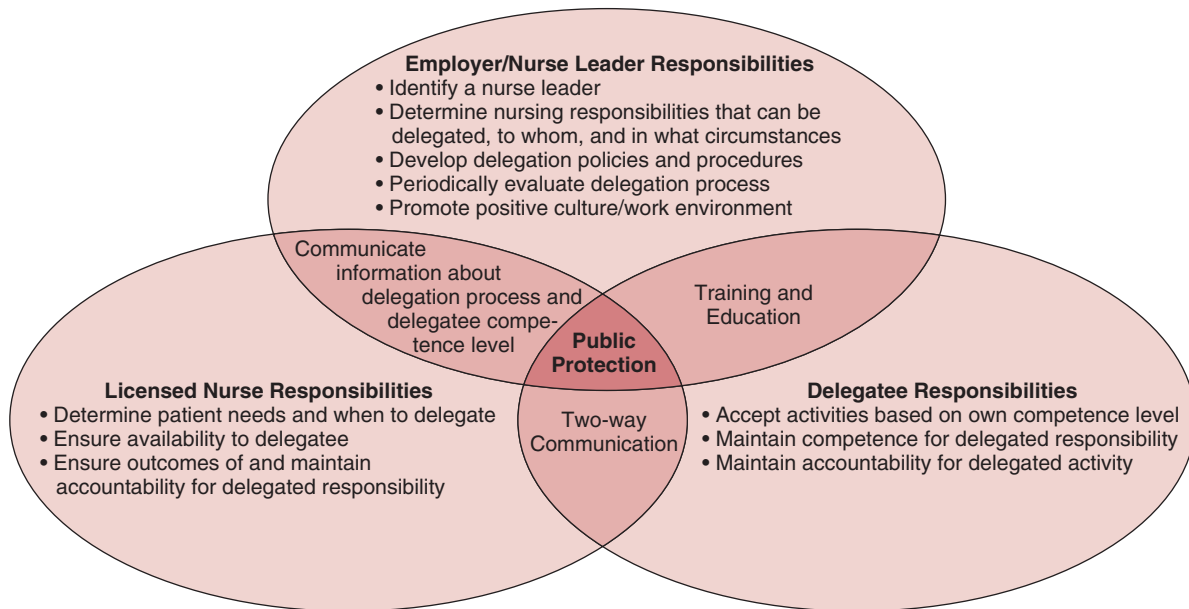 Employer/Nurse Leader Responsibilities
• Identify a nurse leader
• Determine nursing responsibilities that can be
delegated, to whom, and in what circumstances
• Develop delegation policies and procedures
• Periodically evaluate delegation process
• Promote positive culture/work environment
Communicate
information about
delegation process and
delegatee compe-
tence level
Training and
Education
Public
Protection
Licensed Nurse Responsibilities
• Determine patient needs and when to delegate
• Ensure availability to delegatee
• Ensure outcomes of and maintain
accountability for delegated responsibility
Two-way
Communication
Delegatee Responsibilities
• Accept activities based on own competence level
• Maintain competence for delegated responsibility
• Maintain accountability for delegated activity